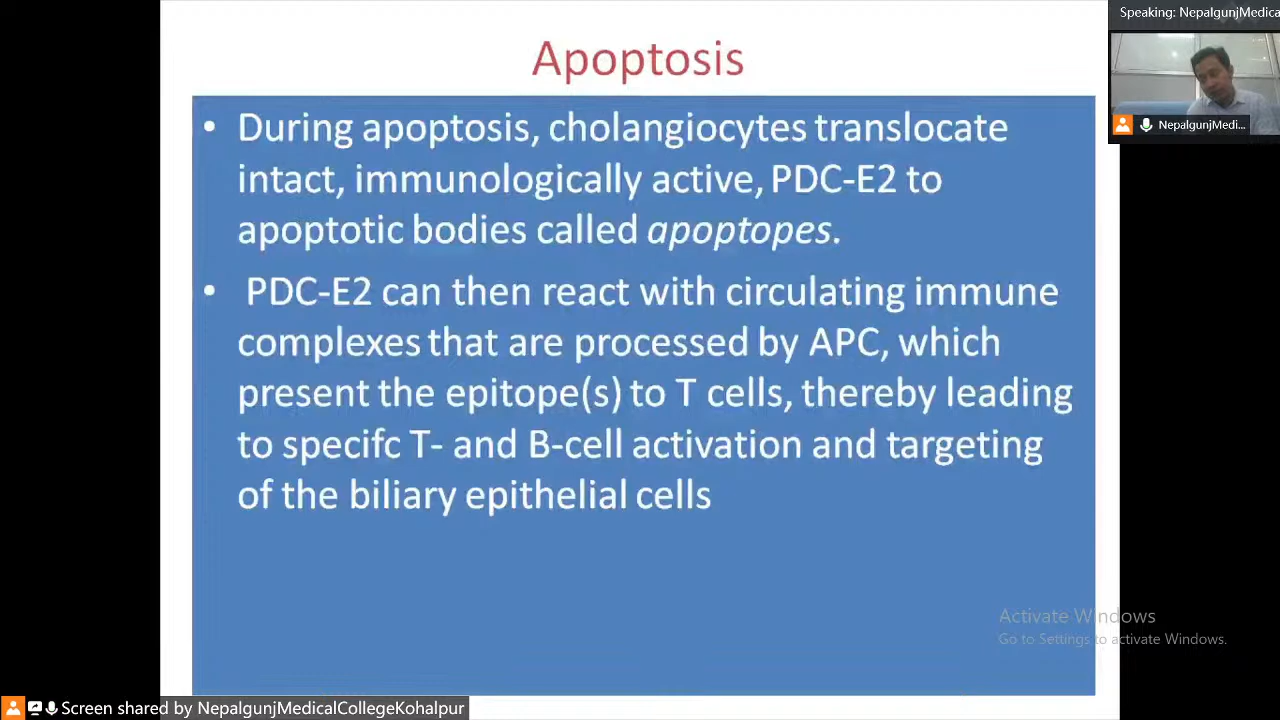 Speaking: NepalgunjMedica
NepalgunjMedi...
Apoptosis
• During apoptosis, cholangiocytes translocate
intact, immunologically active, PDC-E2 to
apoptotic bodies called apoptopes.
• PDC-E2 can then react with circulating immune
complexes that are processed by APC, which
present the epitope(s) to T cells, thereby leading
to specifc T- and B-cell activation and targeting
of the biliary epithelial cells
Activate Windows
Go to Settings to activate Windows.
Screen shared by NepalgunjMedicalCollegeKohalpur